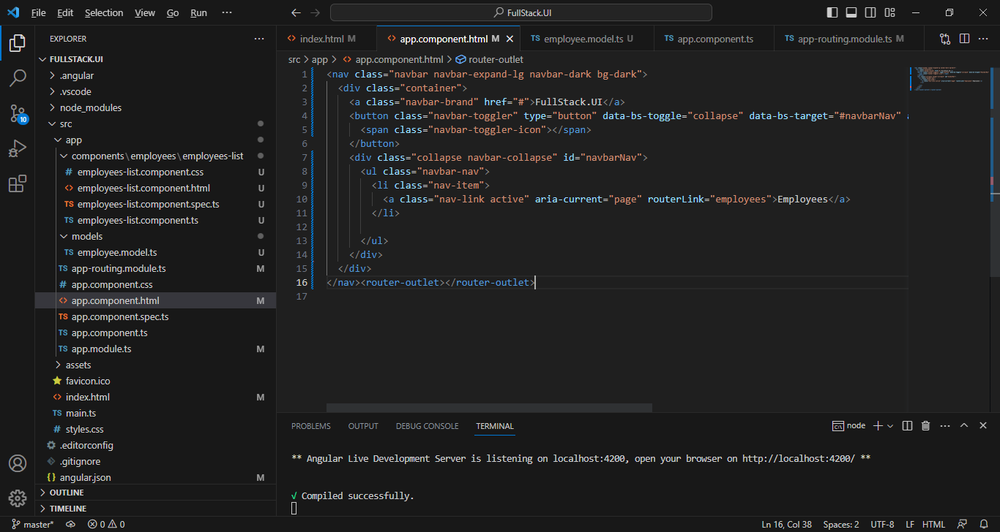 File Edit Selection View Go Run ··· FullStack.UI
EXPLORER ···
FULLSTACK.UI
.angular
.vscode
node_modules
src
app
components\employees\employees-list
employees-list.component.css U
employees-list.component.html U
employees-list.component.spec.ts U
employees-list.component.ts U
models
TS employee.model.ts U
TS app-routing.module.ts M
# app.component.css
<> app.component.html M
TS app.component.spec.ts
TS app.component.ts
TS app.module.ts M
assets
favicon.ico
<> index.html M
TS main.ts
# styles.css
.editorconfig
.gitignore
{} angular.json M
OUTLINE
TIMELINE
10
<> index.html M <> app.component.html M TS employee.model.ts U TS app.component.ts TS app-routing.module.ts M
src > app > <> app.component.html > router-outlet
1 <nav class="navbar navbar-expand-lg navbar-dark bg-dark">
2 <div class="container">
3 <a class="navbar-brand" href="#">FullStack.UI</a>
4 <button class="navbar-toggler" type="button" data-bs-toggle="collapse" data-bs-target="#navbarNav"
5 <span class="navbar-toggler-icon"></span>
6 </button>
7 <div class="collapse navbar-collapse" id="navbarNav">
8 <ul class="navbar-nav">
9 <li class="nav-item">
10 <a class="nav-link active" aria-current="page" routerLink="employees">Employees</a>
11 </li>
12
13 </ul>
14 </div>
15 </div>
16 </nav><router-outlet></router-outlet>
17
PROBLEMS OUTPUT DEBUG CONSOLE TERMINAL node
** Angular Live Development Server is listening on localhost:4200, open your browser on http://localhost:4200/ **
√ Compiled successfully.
master* 0 0 Ln 16, Col 38 Spaces: 2 UTF-8 LF HTML